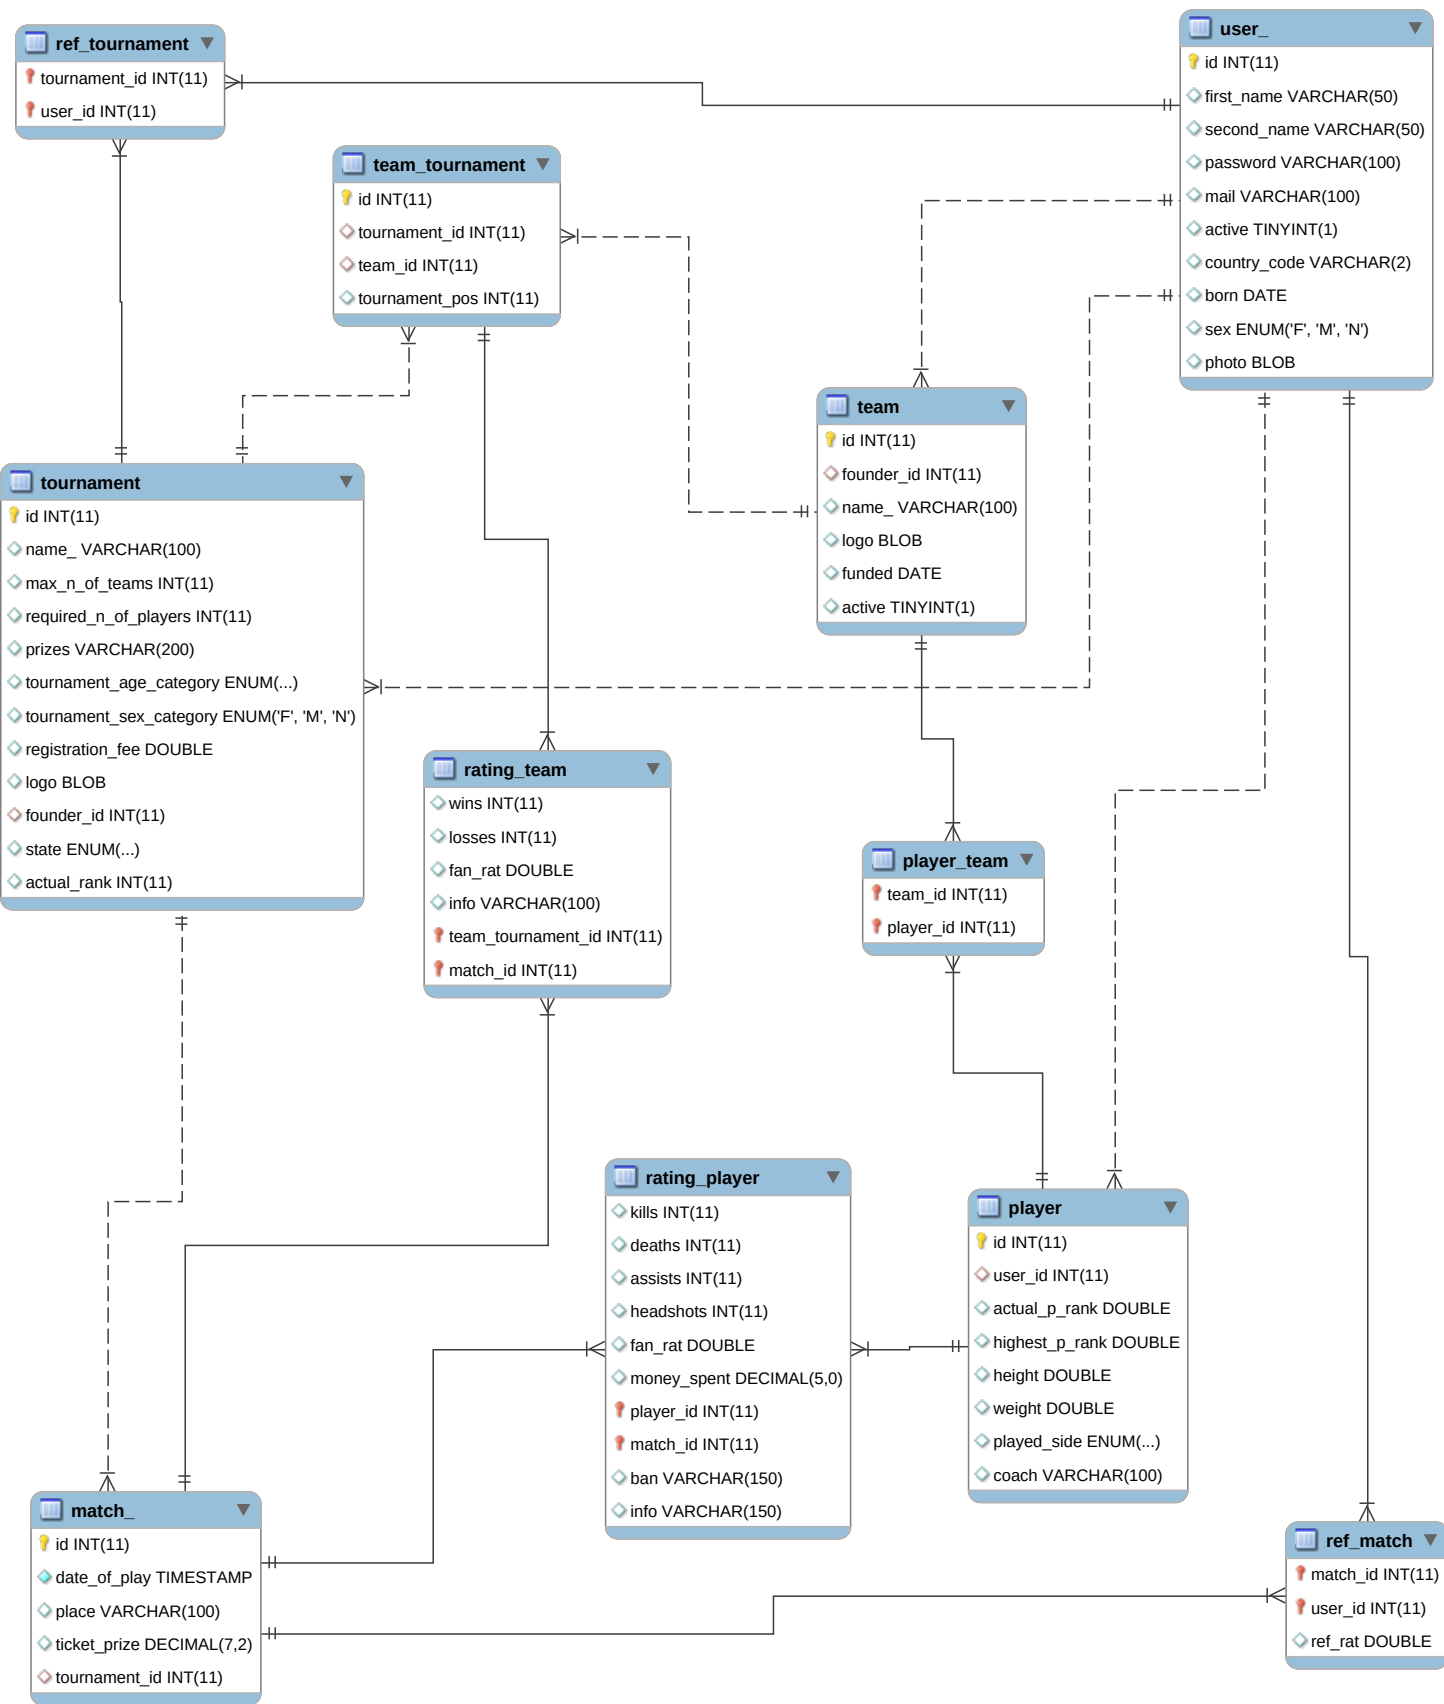 ref_tournament
tournament_id INT(11)
user_id INT(11)
user_
id INT(11)
first_name VARCHAR(50)
second_name VARCHAR(50)
password VARCHAR(100)
mail VARCHAR(100)
active TINYINT(1)
country_code VARCHAR(2)
born DATE
sex ENUM('F', 'M', 'N')
photo BLOB
team_tournament
id INT(11)
tournament_id INT(11)
team_id INT(11)
tournament_pos INT(11)
team
id INT(11)
founder_id INT(11)
name_ VARCHAR(100)
logo BLOB
funded DATE
active TINYINT(1)
tournament
id INT(11)
name_ VARCHAR(100)
max_n_of_teams INT(11)
required_n_of_players INT(11)
prizes VARCHAR(200)
tournament_age_category ENUM(...)
tournament_sex_category ENUM('F', 'M', 'N')
registration_fee DOUBLE
logo BLOB
founder_id INT(11)
state ENUM(...)
actual_rank INT(11)
rating_team
wins INT(11)
losses INT(11)
fan_rat DOUBLE
info VARCHAR(100)
team_tournament_id INT(11)
match_id INT(11)
player_team
team_id INT(11)
player_id INT(11)
rating_player
kills INT(11)
deaths INT(11)
assists INT(11)
headshots INT(11)
fan_rat DOUBLE
money_spent DECIMAL(5,0)
player_id INT(11)
match_id INT(11)
ban VARCHAR(150)
info VARCHAR(150)
player
id INT(11)
user_id INT(11)
actual_p_rank DOUBLE
highest_p_rank DOUBLE
height DOUBLE
weight DOUBLE
played_side ENUM(...)
coach VARCHAR(100)
match_
id INT(11)
date_of_play TIMESTAMP
place VARCHAR(100)
ticket_prize DECIMAL(7,2)
tournament_id INT(11)
ref_match
match_id INT(11)
user_id INT(11)
ref_rat DOUBLE